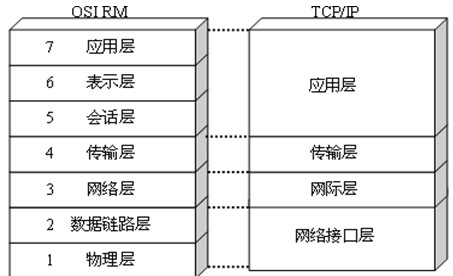 OSI RM
TCP/IP
7 应用层
6 表示层
5 会话层
4 传输层
3 网络层
2 数据链路层
1 物理层
应用层
传输层
网际层
网络接口层